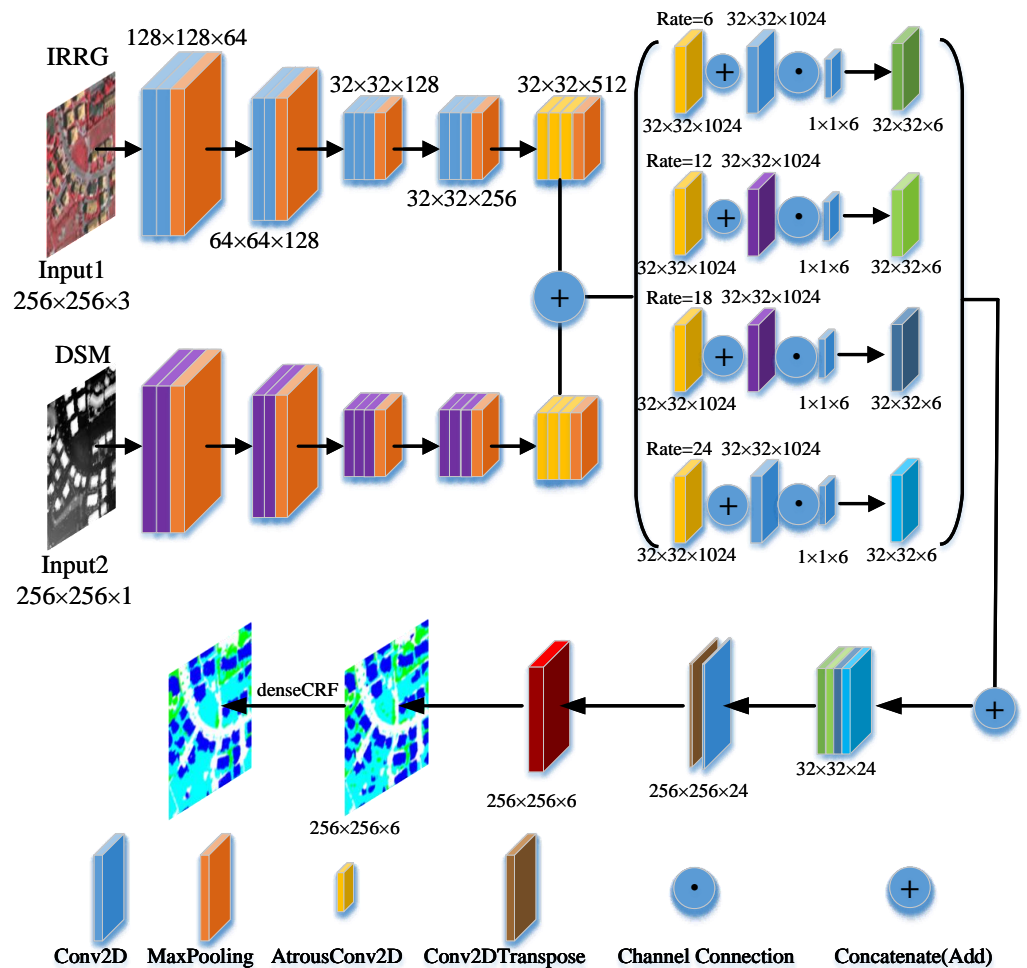 Rate=6 32×32×1024
128×128×64
IRRG
32×32×128
32×32×512
32×32×1024
1×1×6
32×32×6
Rate=12 32×32×1024
32×32×256
64×64×128
Input1
256×256×3
32×32×1024
1×1×6
32×32×6
+
Rate=18 32×32×1024
DSM
32×32×1024
1×1×6
32×32×6
Rate=24 32×32×1024
Input2
256×256×1
32×32×1024
1×1×6
32×32×6
denseCRF
32×32×24
256×256×6
256×256×6
256×256×24
Conv2D
MaxPooling
AtrousConv2D
Conv2DTranspose
Channel Connection
Concatenate(Add)